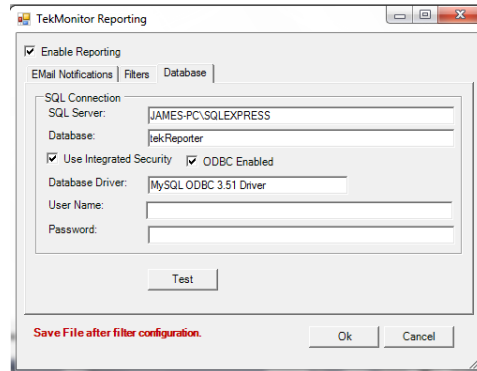 TekMonitor Reporting
Enable Reporting
EMail Notifications Filters Database
SQL Connection
SQL Server: JAMES-PC\SQLEXPRESS
Database: tekReporter
Use Integrated Security ODBC Enabled
Database Driver: MySQL ODBC 3.51 Driver
User Name:
Password:
Test
Save File after filter configuration. Ok Cancel